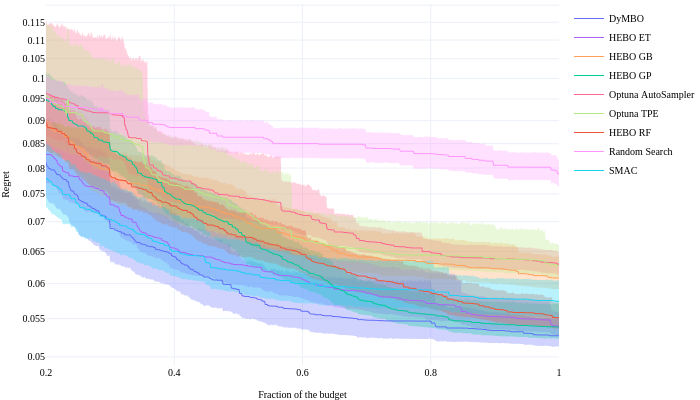 0.115
0.11
0.105
0.1
0.095
0.09
0.085
0.08
0.075
0.07
0.065
0.06
0.055
0.05
Regret
0.2
0.4
0.6
0.8
1
Fraction of the budget
DyMBO
HEBO ET
HEBO GB
HEBO GP
Optuna AutoSampler
Optuna TPE
HEBO RF
Random Search
SMAC